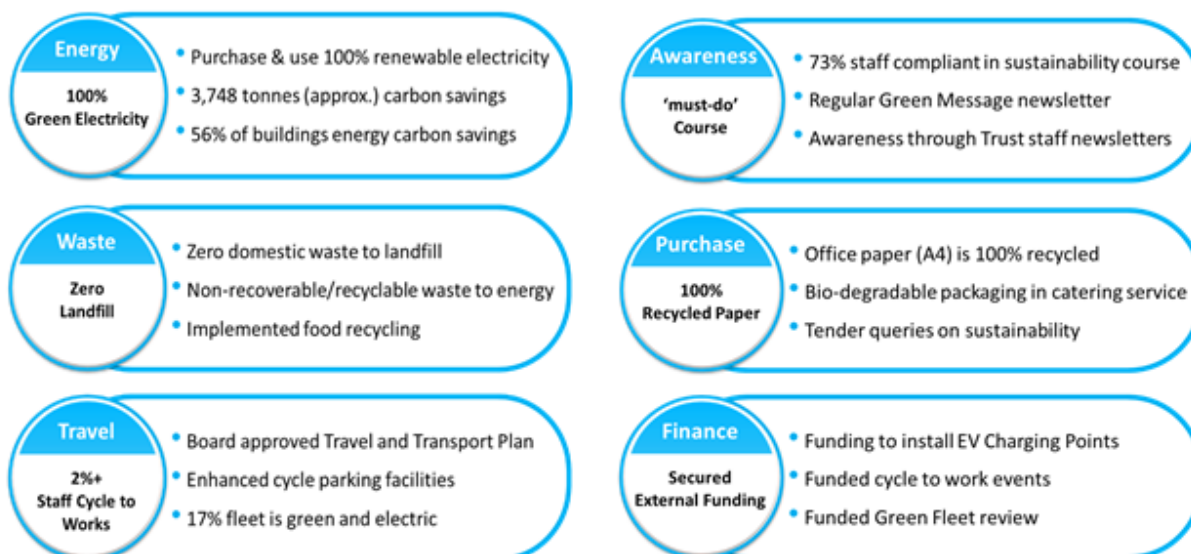 Energy
100%
Green Electricity
• Purchase & use 100% renewable electricity
• 3,748 tonnes (approx.) carbon savings
• 56% of buildings energy carbon savings
Awareness
‘must-do’
Course
• 73% staff compliant in sustainability course
• Regular Green Message newsletter
• Awareness through Trust staff newsletters
Waste
Zero
Landfill
• Zero domestic waste to landfill
• Non-recoverable/recyclable waste to energy
• Implemented food recycling
Purchase
100%
Recycled Paper
• Office paper (A4) is 100% recycled
• Bio-degradable packaging in catering service
• Tender queries on sustainability
Travel
2%+
Staff Cycle to
Works
• Board approved Travel and Transport Plan
• Enhanced cycle parking facilities
• 17% fleet is green and electric
Finance
Secured
External Funding
• Funding to install EV Charging Points
• Funded cycle to work events
• Funded Green Fleet review